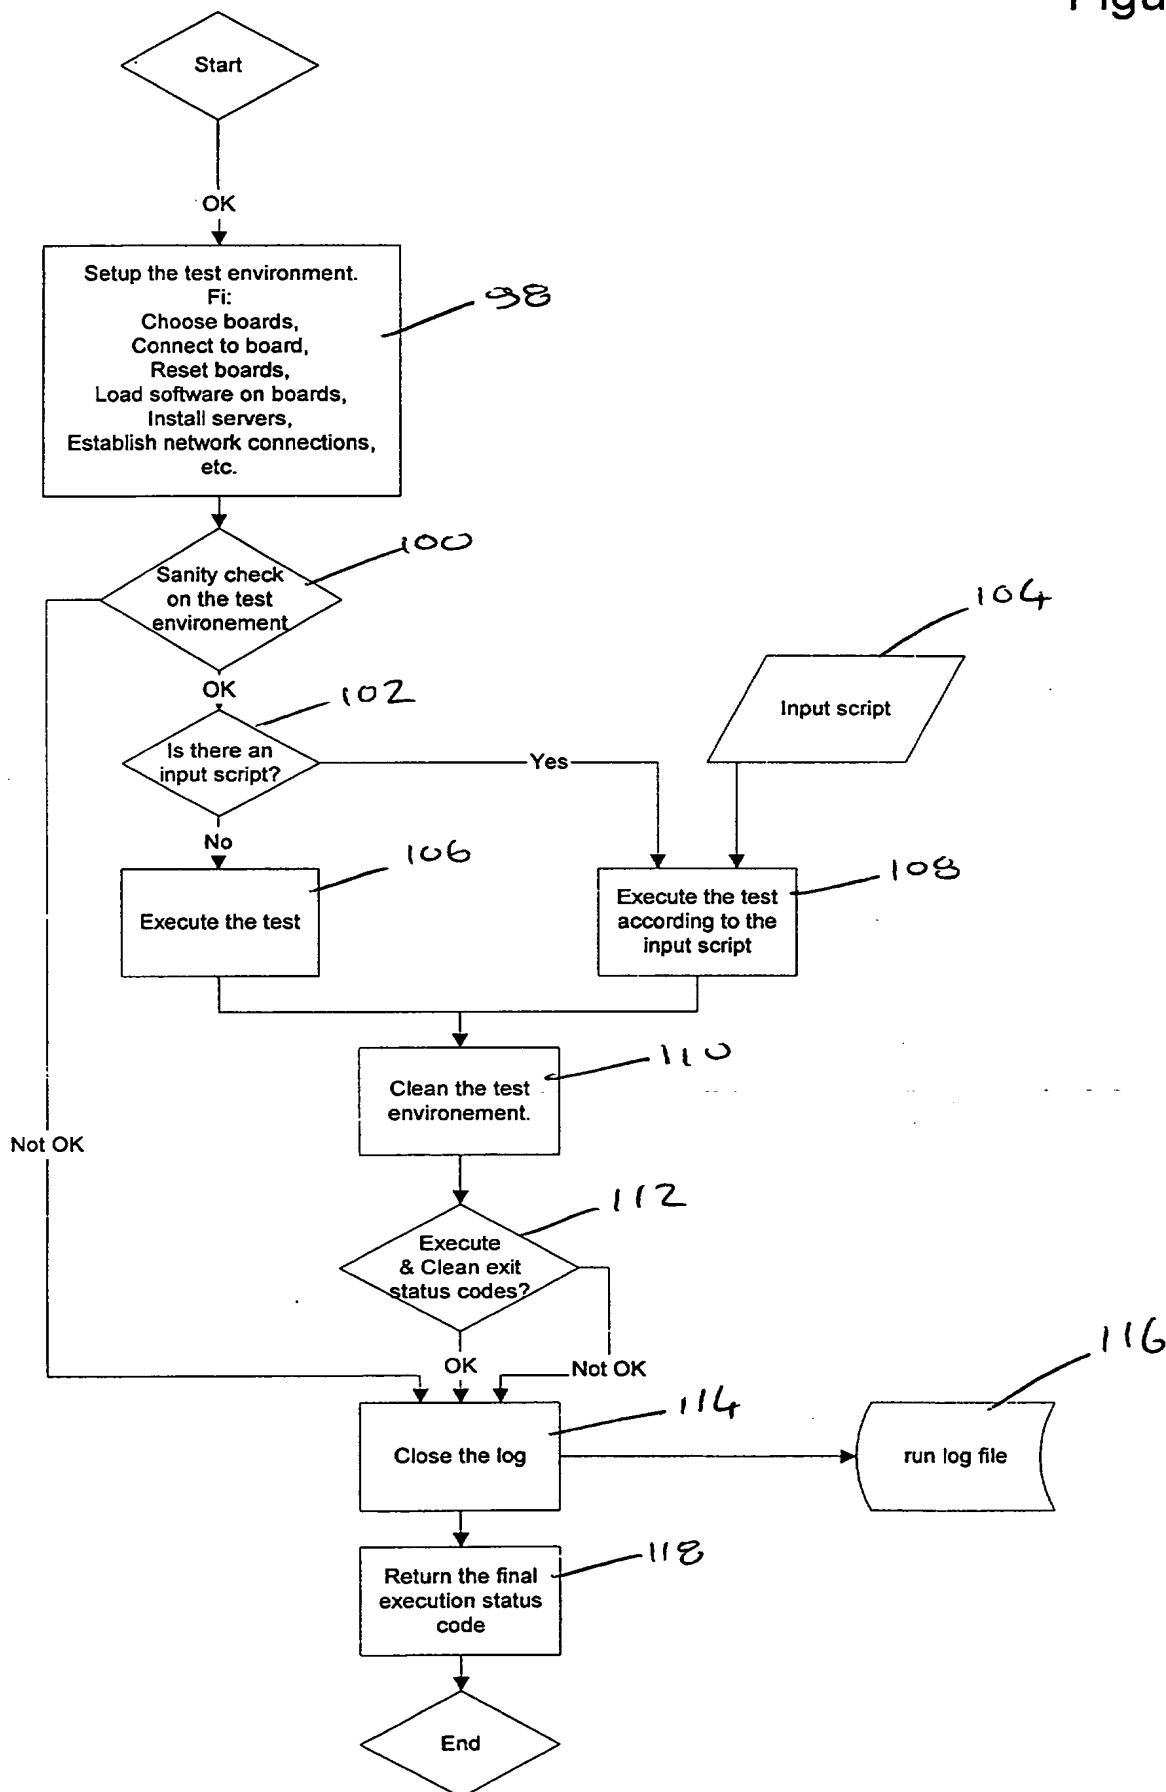 Figu
Start
OK
Setup the test environment.
Fi:
Choose boards,
Connect to board,
Reset boards,
Load software on boards,
Install servers,
Establish network connections,
etc.
98
Sanity check
on the test
environement
100
OK
102
104
Input script
Is there an
input script?
Yes
No
106
108
Execute the test
Execute the test
according to the
input script
110
Clean the test
environement.
Not OK
112
Execute
& Clean exit
status codes?
OK
Not OK
116
114
Close the log
run log file
118
Return the final
execution status
code
End